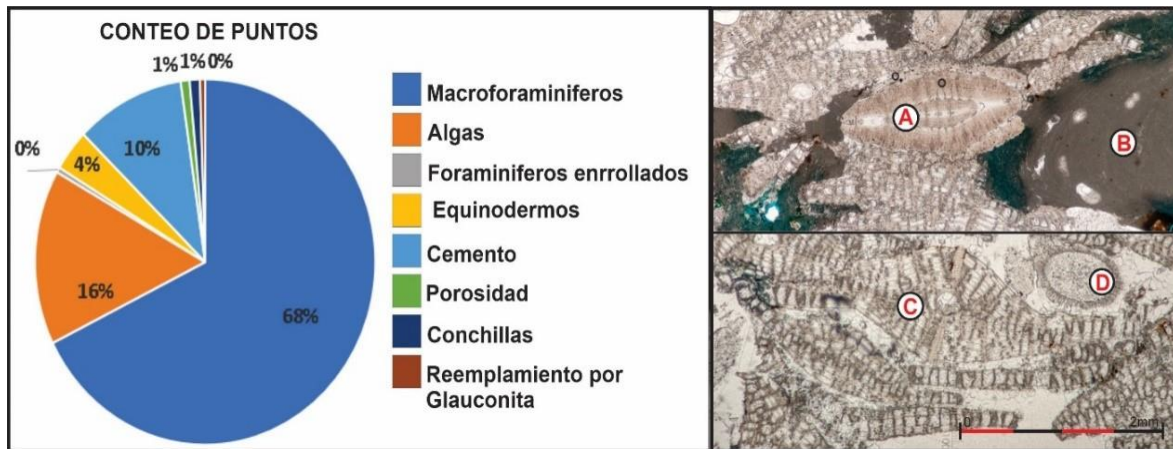 CONTEO DE PUNTOS
1% 1% 0%
10%
4%
0%
16%
68%
Macroforaminiferos
Algas
Foraminiferos enrrollados
Equinodermos
Cemento
Porosidad
Conchillas
Reemplamiento por
Glauconita
A
B
C
D
0 2mm